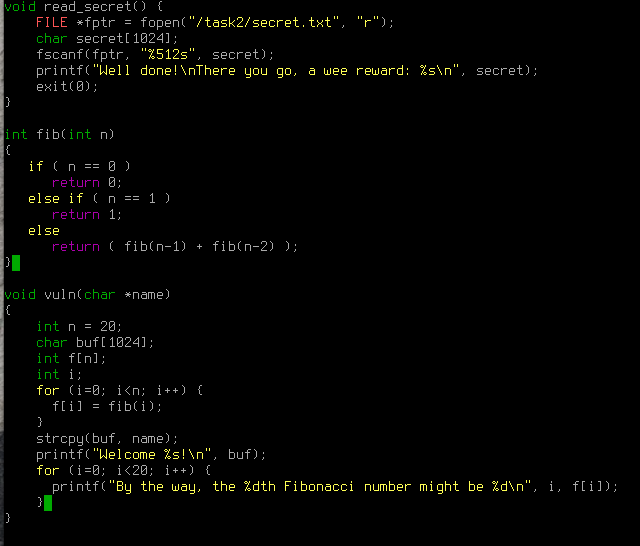 void read_secret() {
    FILE *fptr = fopen("/task2/secret.txt", "r");
    char secret[1024];
    fscanf(fptr, "%512s", secret);
    printf("Well done!\nThere you go, a wee reward: %s\n", secret);
    exit(0);
}

int fib(int n)
{
   if ( n == 0 )
      return 0;
   else if ( n == 1 )
      return 1;
   else
      return ( fib(n-1) + fib(n-2) );
}

void vuln(char *name)
{
    int n = 20;
    char buf[1024];
    int f[n];
    int i;
    for (i=0; i<n; i++) {
      f[i] = fib(i);
    }
    strcpy(buf, name);
    printf("Welcome %s!\n", buf);
    for (i=0; i<20; i++) {
      printf("By the way, the %dth Fibonacci number might be %d\n", i, f[i]);
    }
}